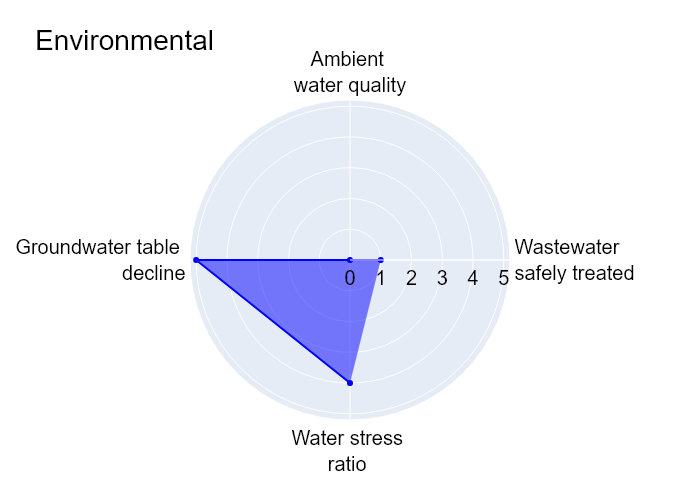 Environmental
Ambient
water quality
Groundwater table
decline
Wastewater
safely treated
0 1 2 3 4 5
Water stress
ratio